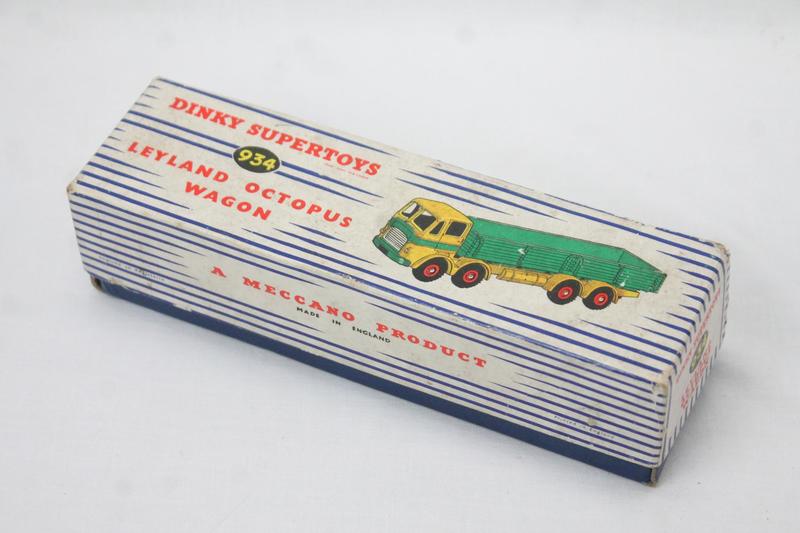 DINKY SUPERTOYS
934
LEYLAND OCTOPUS
WAGON
A MECCANO PRODUCT
MADE IN ENGLAND